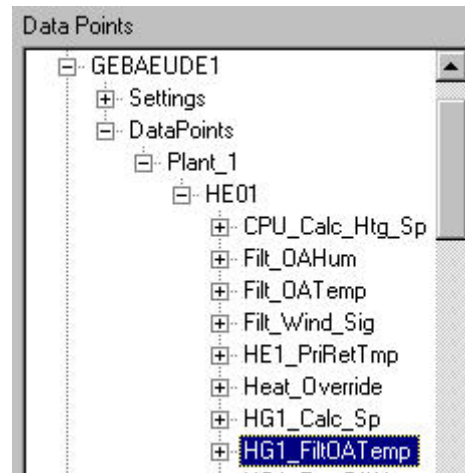 Data Points
GEBAEUDE1
Settings
DataPoints
Plant_1
HE01
CPU_Calc_Htg_Sp
Filt_OAHum
Filt_OATemp
Filt_Wind_Sig
HE1_PriRetTmp
Heat_Override
HG1_Calc_Sp
HG1_FiltOATemp